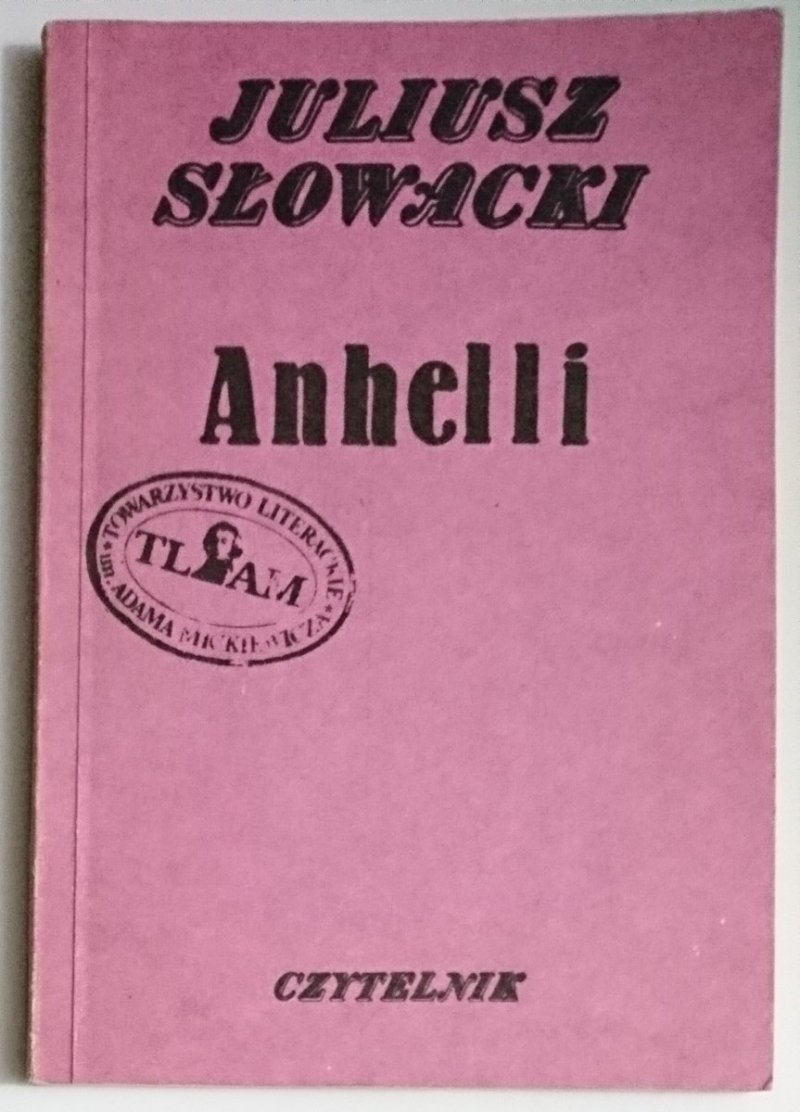 JULIUSZ
SŁOWACKI
Anhelli
★ TOWARZYSTWO LITERACKIE ★
im. ADAMA MICKIEWICZA
TL AM
CZYTELNIK